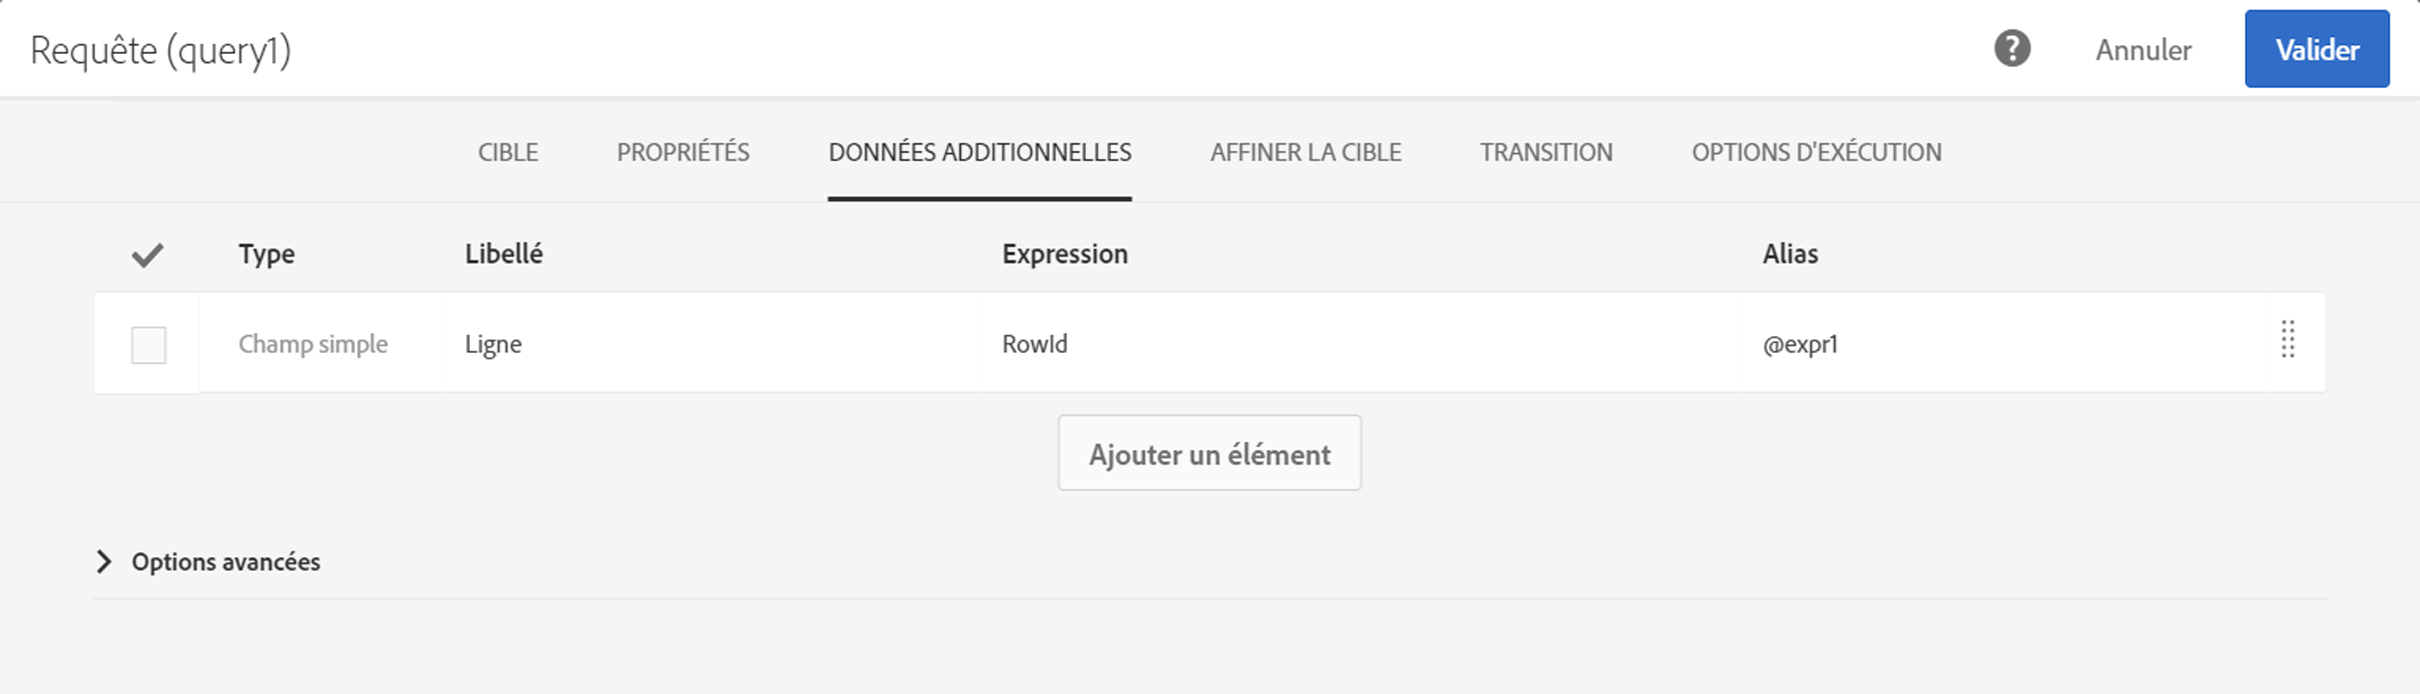 Requête (query1)
? Annuler Valider
CIBLE PROPRIÉTÉS DONNÉES ADDITIONNELLES AFFINER LA CIBLE TRANSITION OPTIONS D'EXÉCUTION
Type Libellé Expression Alias
Champ simple Ligne RowId @expr1
Ajouter un élément
Options avancées